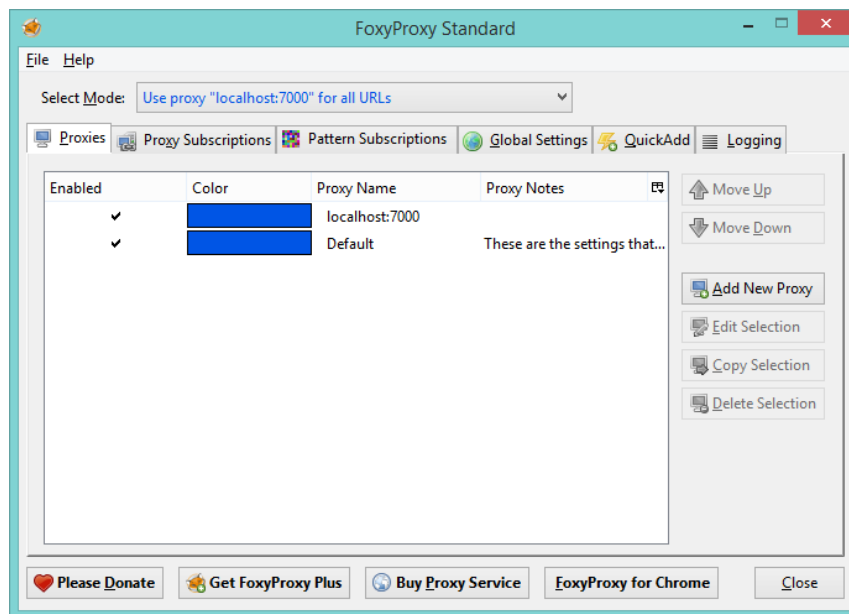 FoxyProxy Standard
File Help
Select Mode: Use proxy "localhost:7000" for all URLs
Proxies Proxy Subscriptions Pattern Subscriptions Global Settings QuickAdd Logging
Enabled Color Proxy Name Proxy Notes
localhost:7000
Default These are the settings that...
Move Up
Move Down
Add New Proxy
Edit Selection
Copy Selection
Delete Selection
Please Donate Get FoxyProxy Plus Buy Proxy Service FoxyProxy for Chrome Close